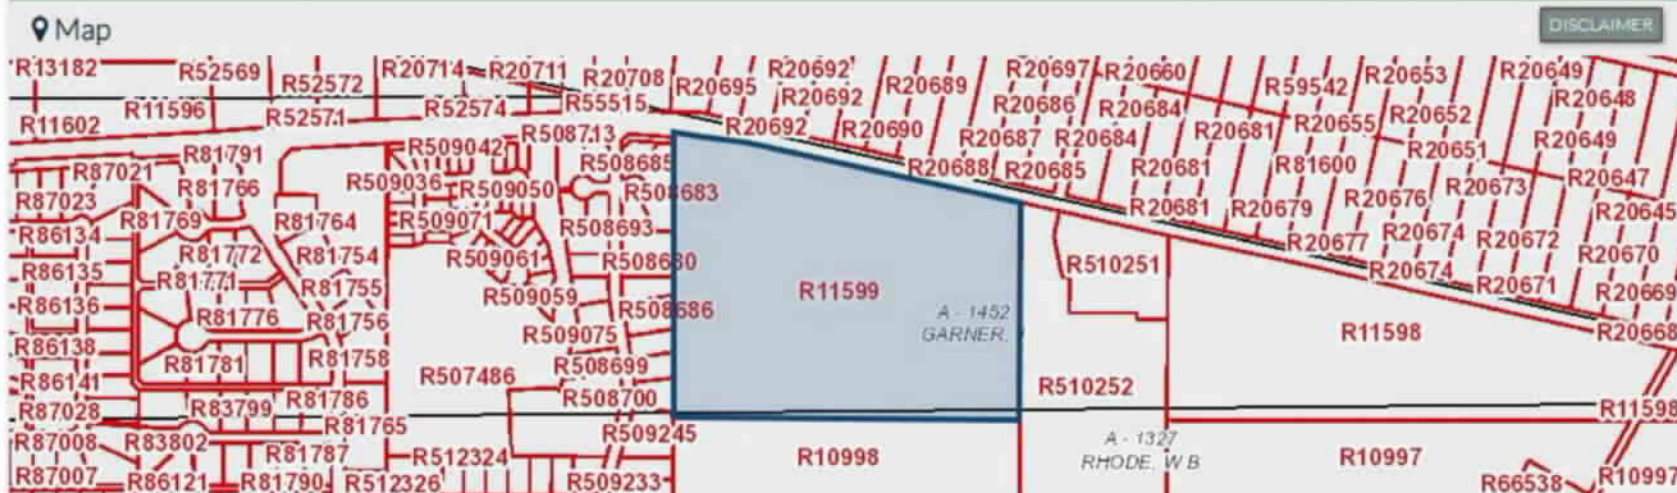 Map
DISCLAIMER
R13182
R52569
R52572
R20714
R20711
R20708
R20695
R20692
R20692
R20689
R20697
R20660
R59542
R20653
R20649
R20648
R11602
R11596
R52571
R52574
R55515
R20692
R20690
R20686
R20684
R20655
R20652
R20649
R508713
R20687
R20684
R20681
R20651
R87021
R81791
R509042
R508685
R20688
R20685
R20681
R81600
R20647
R87023
R81766
R509036
R509050
R508683
R20676
R20673
R81769
R81764
R509071
R508693
R20681
R20679
R20645
R86134
R81772
R81754
R509061
R508680
R20677
R20674
R20672
R20670
R86135
R81771
R81755
R11599
R510251
R20674
R20671
R20669
R86136
R81776
R81756
R509059
R508686
A - 1452
GARNER,
R11598
R20668
R86138
R81781
R81758
R509075
R508699
R86141
R81786
R507486
R508700
R510252
R87028
R83799
R81765
R11598
R87008
R83802
R81787
R512324
R509245
R10998
A - 1327
RHODE, W B
R10997
R87007
R86121
R81790
R512326
R509233
R66538
R10997